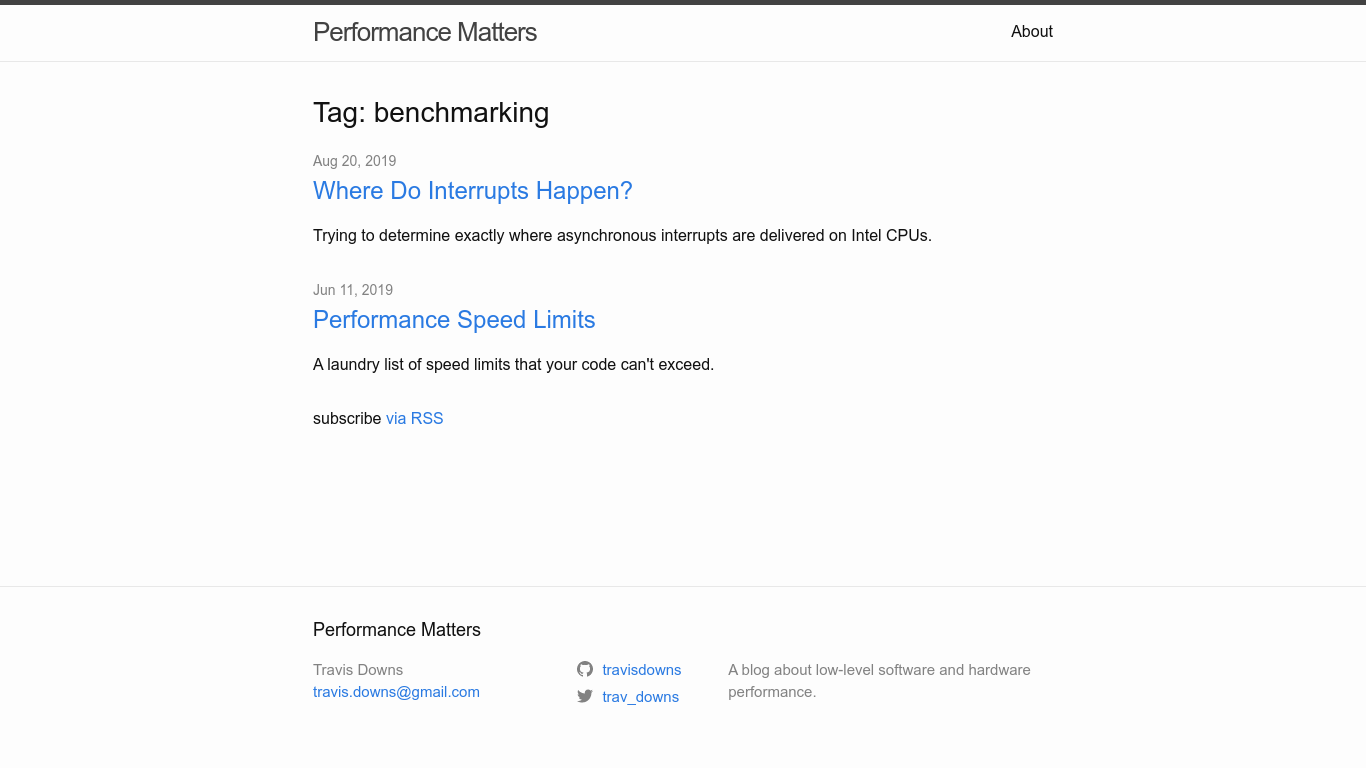 Performance Matters
About
Tag: benchmarking
Aug 20, 2019
Where Do Interrupts Happen?
Trying to determine exactly where asynchronous interrupts are delivered on Intel CPUs.
Jun 11, 2019
Performance Speed Limits
A laundry list of speed limits that your code can't exceed.
subscribe via RSS
Performance Matters
Travis Downs
travis.downs@gmail.com
travisdowns
trav_downs
A blog about low-level software and hardware
performance.